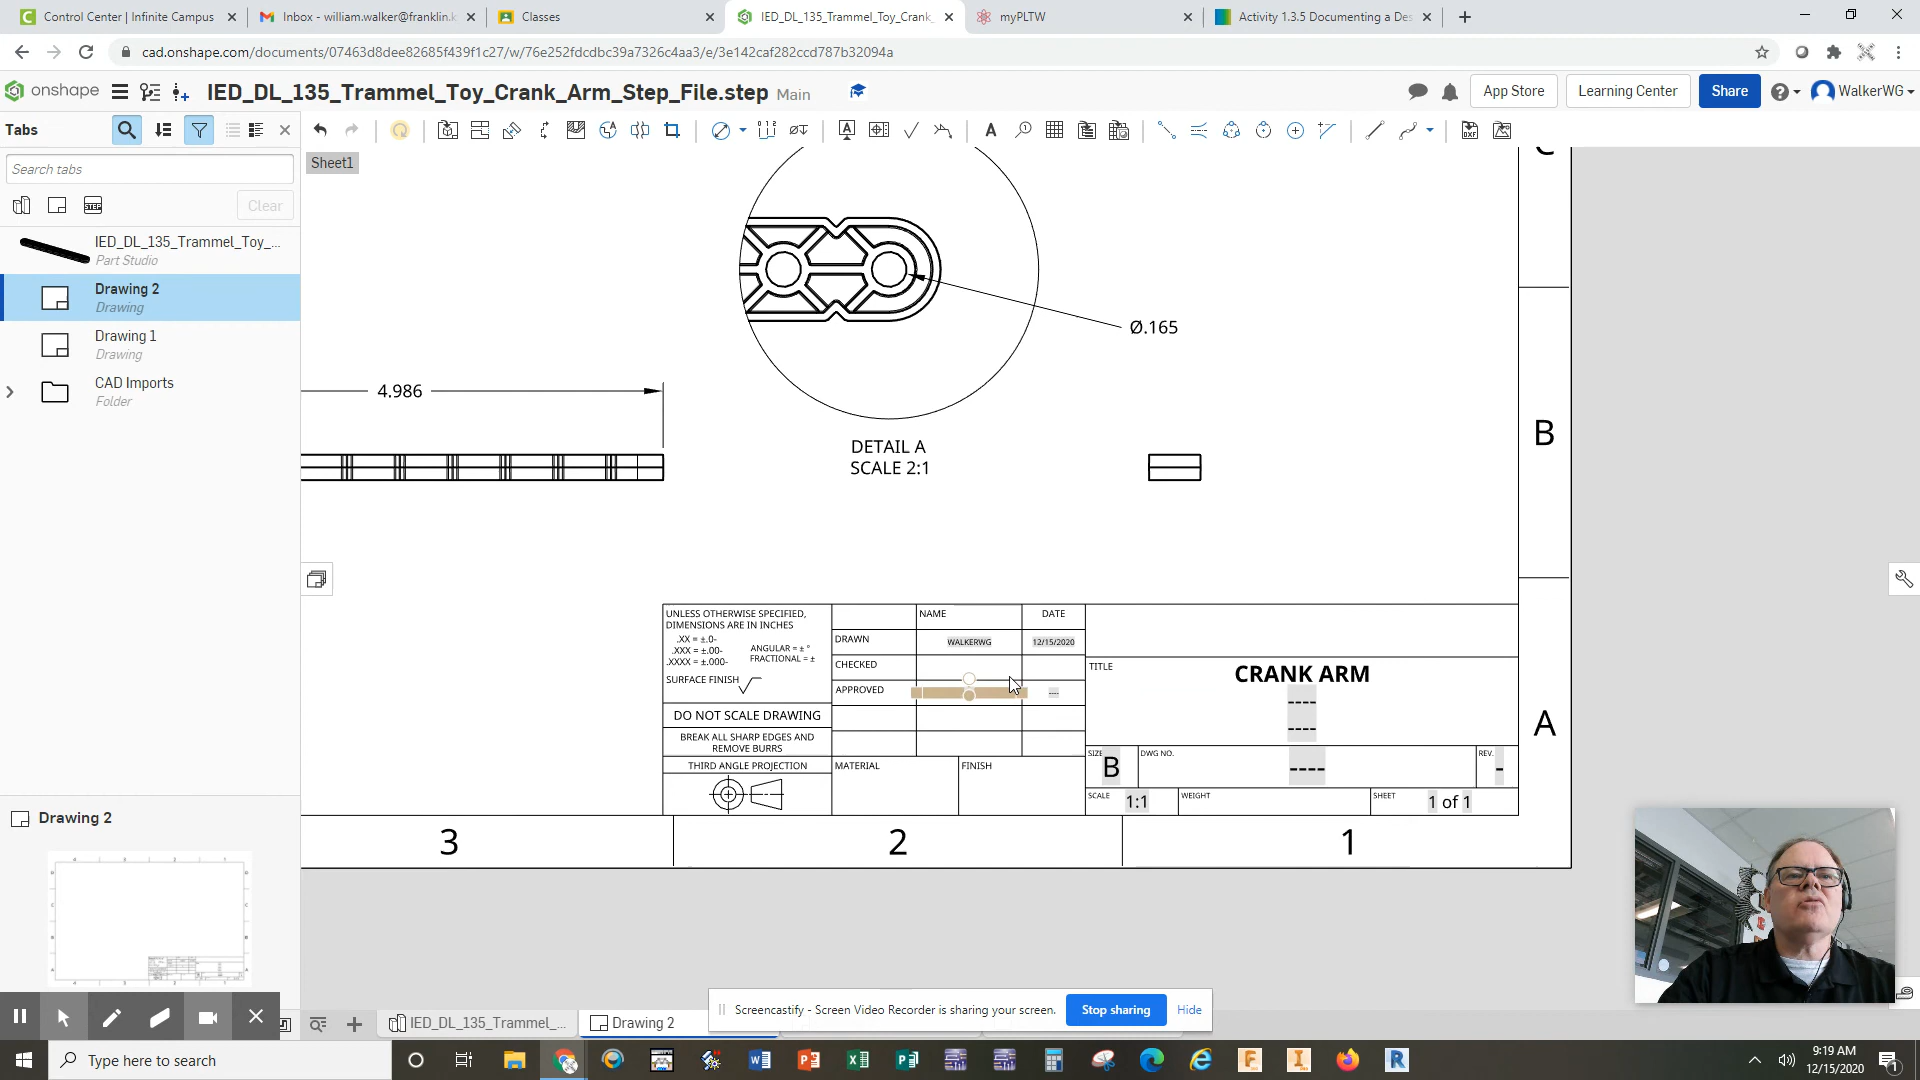 Control Center | Infinite Campus
Inbox - william.walker@franklin.k
Classes
IED_DL_135_Trammel_Toy_Crank_
myPLTW
Activity 1.3.5 Documenting a Des
cad.onshape.com/documents/07463d8dee82685f439f1c27/w/76e252fdcdbc39a7326c4aa3/e/3e142caf282ccd787b32094a
onshape
IED_DL_135_Trammel_Toy_Crank_Arm_Step_File.step Main
App Store
Learning Center
Share
WalkerWG
Tabs
Search tabs
Clear
IED_DL_135_Trammel_Toy_...
Part Studio
Drawing 2
Drawing
Drawing 1
Drawing
CAD Imports
Folder
Drawing 2
Sheet1
C
Ø.165
4.986
DETAIL A
SCALE 2:1
B
UNLESS OTHERWISE SPECIFIED,
DIMENSIONS ARE IN INCHES
.XX = ±.0-
.XXX = ±.00-
.XXXX = ±.000-
ANGULAR = ± °
FRACTIONAL = ±
SURFACE FINISH
DO NOT SCALE DRAWING
BREAK ALL SHARP EDGES AND
REMOVE BURRS
THIRD ANGLE PROJECTION
NAME
DATE
DRAWN
WALKERWG
12/15/2020
CHECKED
APPROVED
----
MATERIAL
FINISH
TITLE
CRANK ARM
----
----
SIZE
B
DWG NO.
----
REV.
-
SCALE
1:1
WEIGHT
SHEET
1 of 1
A
3
2
1
Screencastify - Screen Video Recorder is sharing your screen.
Stop sharing
Hide
IED_DL_135_Trammel_...
Drawing 2
Type here to search
9:19 AM
12/15/2020